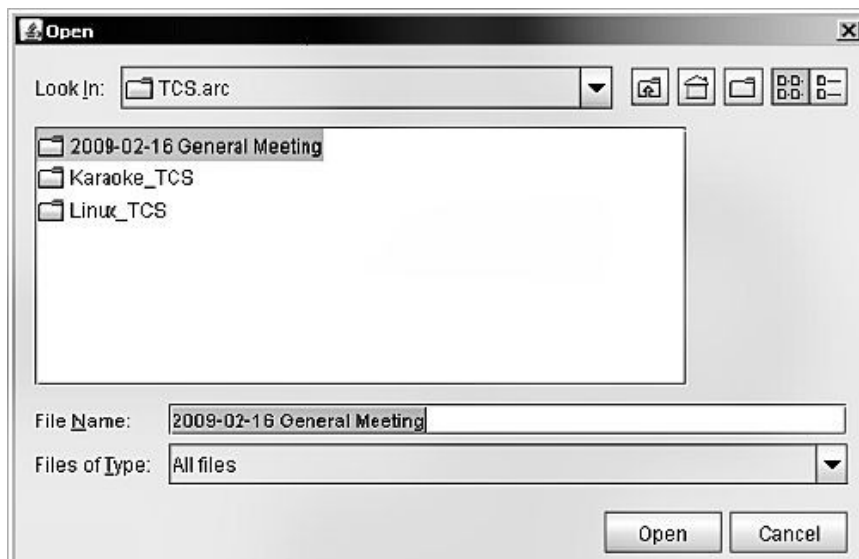 Open
Look In: TCS.arc
2009-02-16 General Meeting
Karaoke_TCS
Linux_TCS
File Name: 2009-02-16 General Meeting
Files of Type: All files
Open Cancel